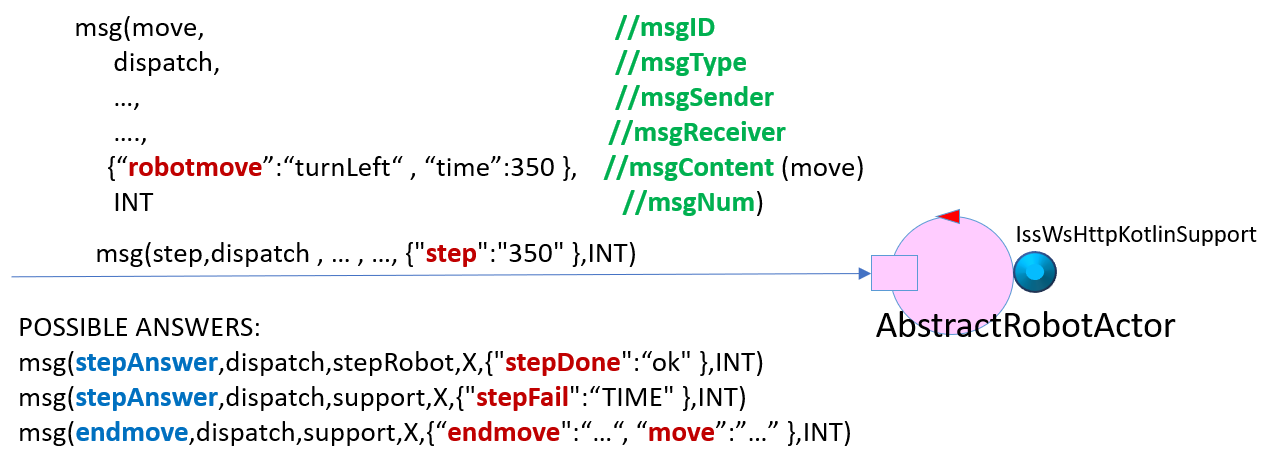 msg(move, //msgID
dispatch, //msgType
…, //msgSender
…., //msgReceiver
{“robotmove”:“turnLeft“ , “time”:350 }, //msgContent (move)
INT //msgNum)
IssWsHttpKotlinSupport
msg(step,dispatch , … , …, {"step":"350" },INT)
AbstractRobotActor
POSSIBLE ANSWERS:
msg(stepAnswer,dispatch,stepRobot,X,{"stepDone":“ok" },INT)
msg(stepAnswer,dispatch,support,X,{"stepFail":“TIME" },INT)
msg(endmove,dispatch,support,X,{“endmove":“…“, “move”:”…” },INT)